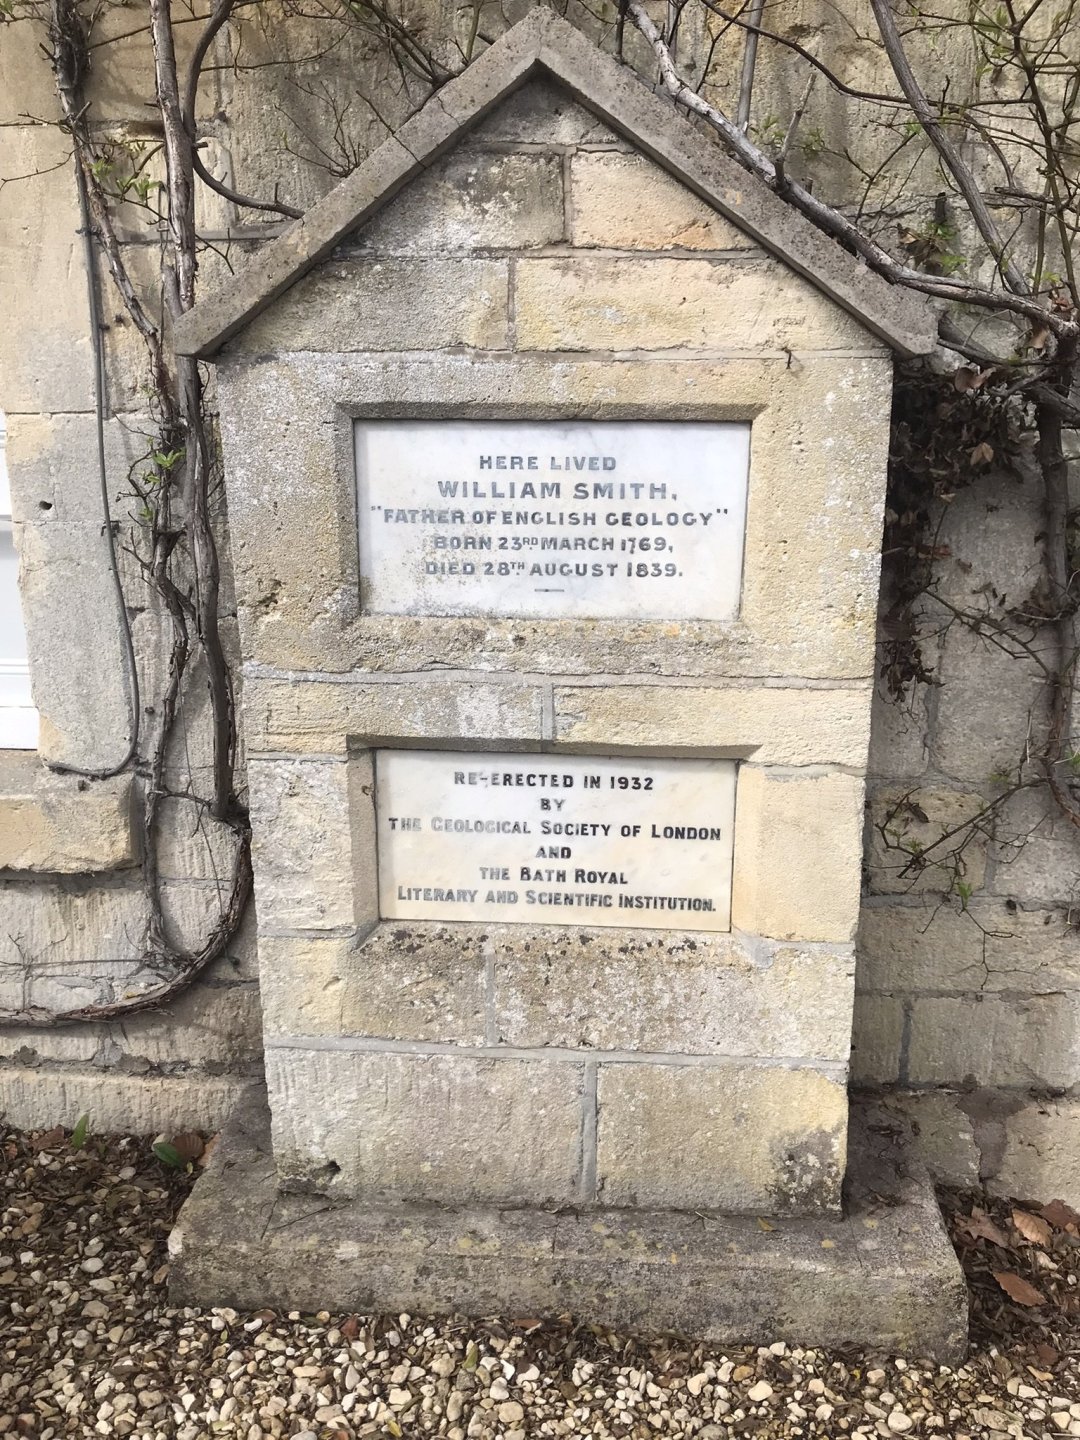 HERE LIVED
WILLIAM SMITH,
"FATHER OF ENGLISH GEOLOGY"
BORN 23RD MARCH 1769,
DIED 28TH AUGUST 1839.
RE-ERECTED IN 1932
BY
THE GEOLOGICAL SOCIETY OF LONDON
AND
THE BATH ROYAL
LITERARY AND SCIENTIFIC INSTITUTION.